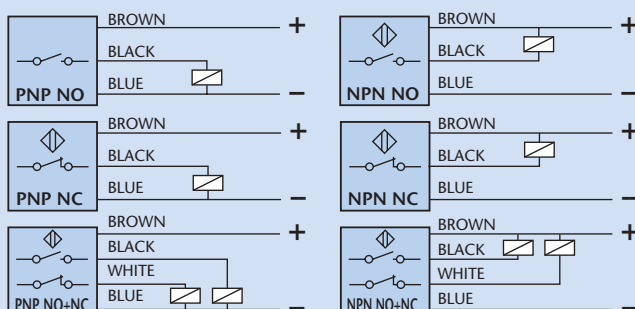 BROWN
+
BLACK
BLUE
PNP NO
−
BROWN
+
BLACK
BLUE
NPN NO
−
BROWN
+
BLACK
BLUE
PNP NC
−
BROWN
+
BLACK
BLUE
NPN NC
−
BROWN
+
BLACK
WHITE
BLUE
PNP NO+NC
−
BROWN
+
BLACK
WHITE
BLUE
NPN NO+NC
−